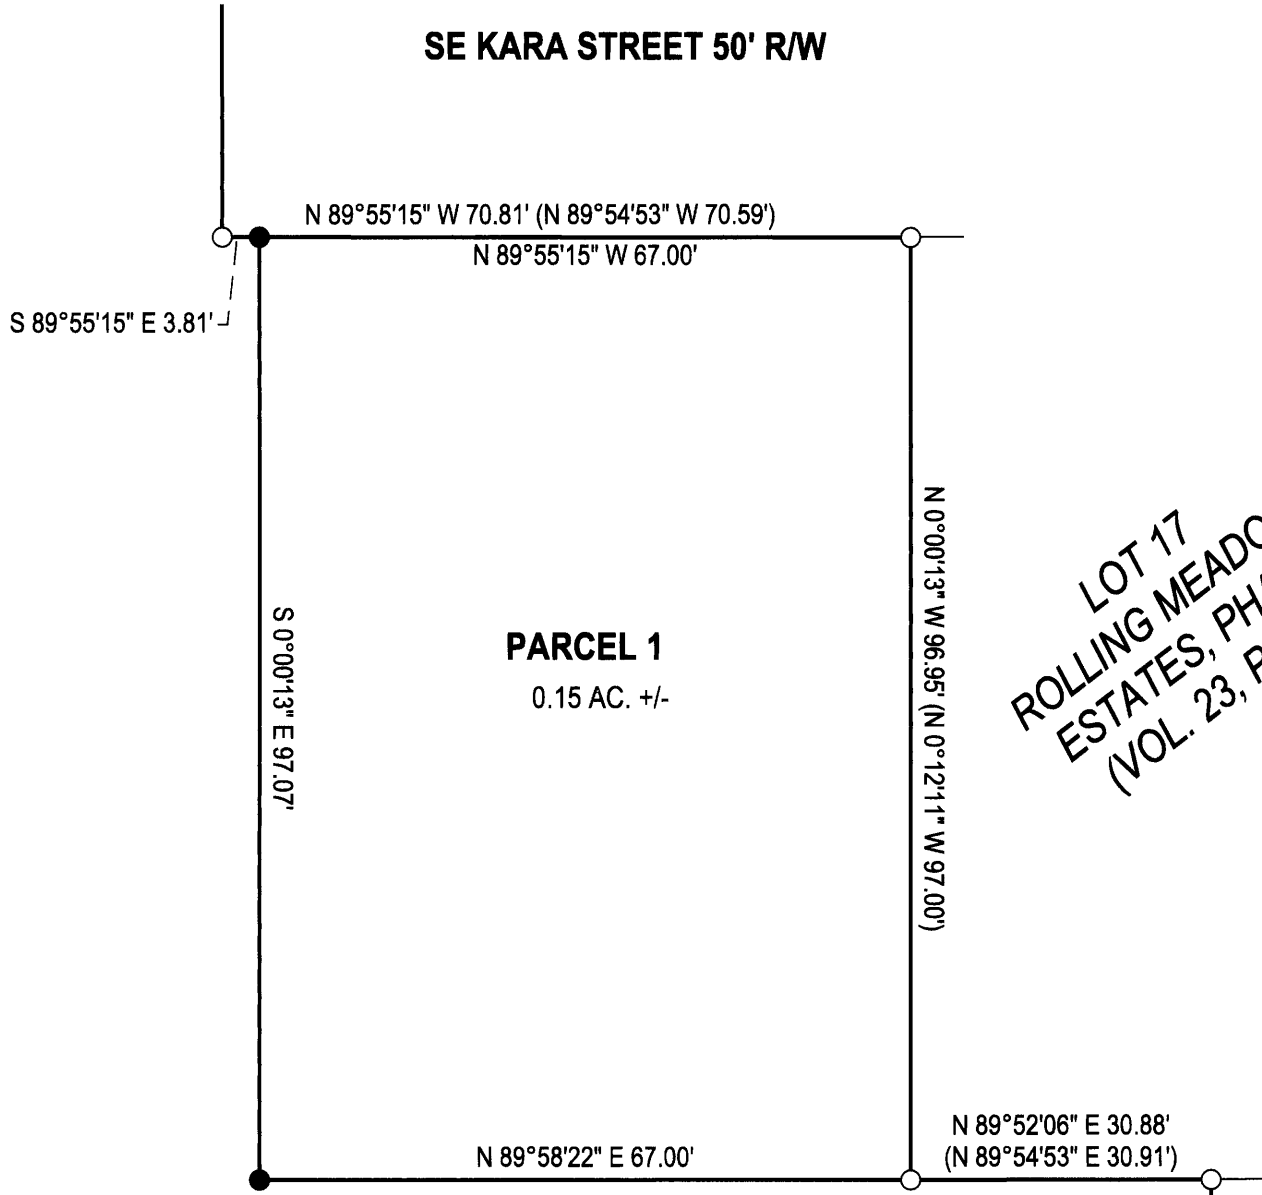 SE KARA STREET 50' R/W
N 89°55'15" W 70.81' (N 89°54'53" W 70.59')
N 89°55'15" W 67.00'
S 89°55'15" E 3.81'
S 0°00'13" E 97.07'
PARCEL 1
0.15 AC. +/-
N 0°00'13" W 96.95' (N 0°12'11" W 97.00')
LOT 17
ROLLING
ESTATES,
(VOL. 23,
N 89°58'22" E 67.00'
N 89°52'06" E 30.88'
(N 89°54'53" E 30.91')